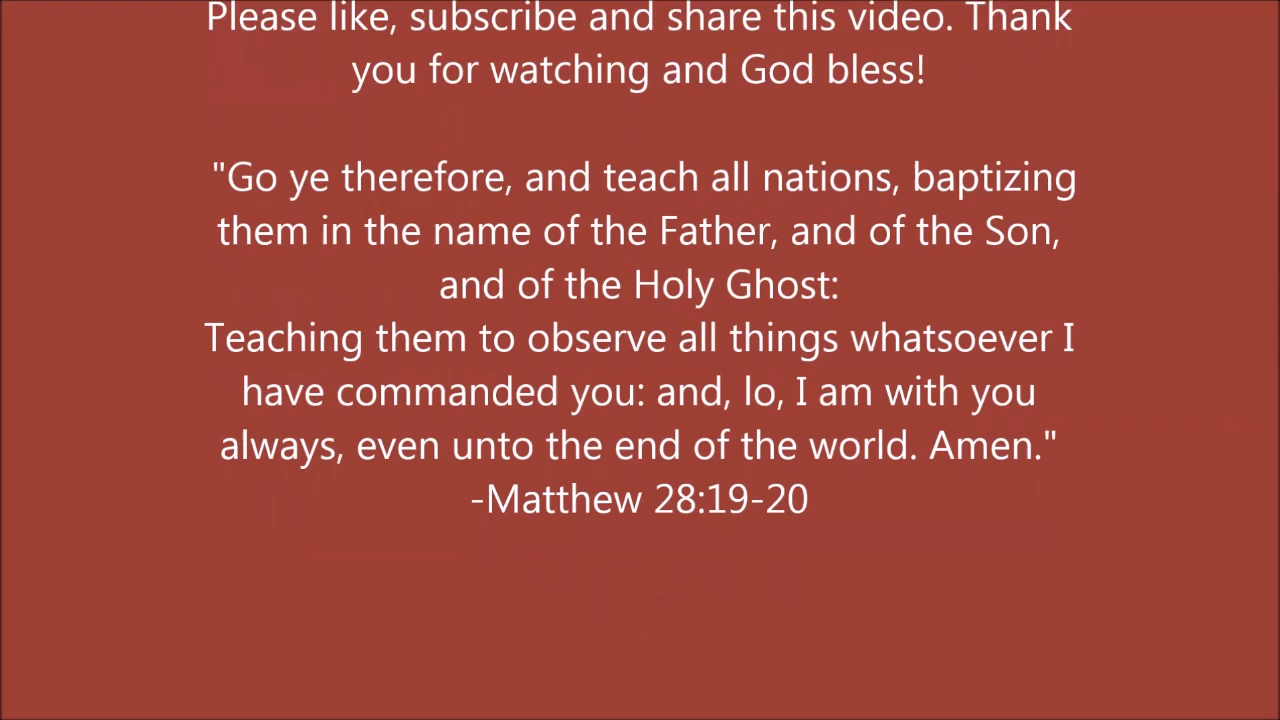 Please like, subscribe and share this video. Thank
you for watching and God bless!
"Go ye therefore, and teach all nations, baptizing
them in the name of the Father, and of the Son,
and of the Holy Ghost:
Teaching them to observe all things whatsoever I
have commanded you: and, lo, I am with you
always, even unto the end of the world. Amen."
-Matthew 28:19-20